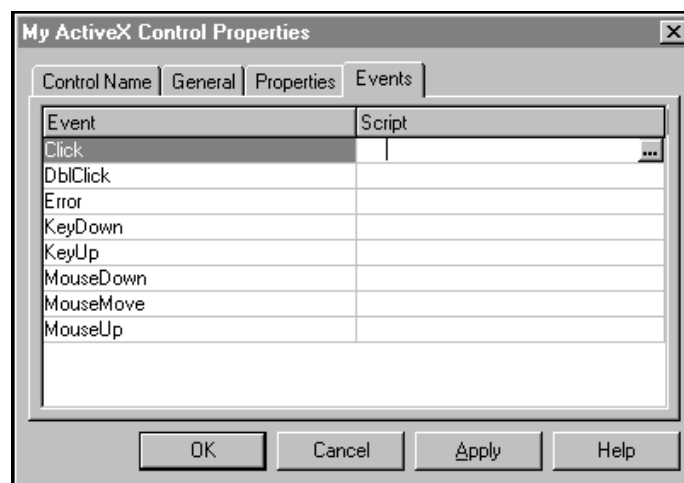 My ActiveX Control Properties
Control Name General Properties Events
Event Script
Click ...
DblClick
Error
KeyDown
KeyUp
MouseDown
MouseMove
MouseUp
OK Cancel Apply Help